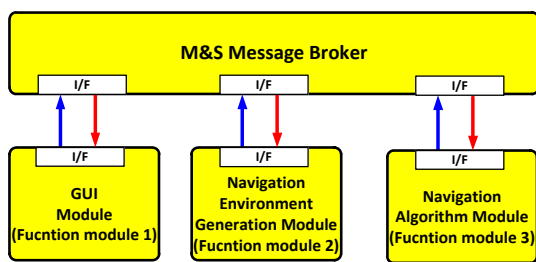 M&S Message Broker
I/F
I/F
I/F
I/F
I/F
I/F
GUI
Module
(Fucntion module 1)
Navigation
Environment
Generation Module
(Fucntion module 2)
Navigation
Algorithm Module
(Fucntion module 3)